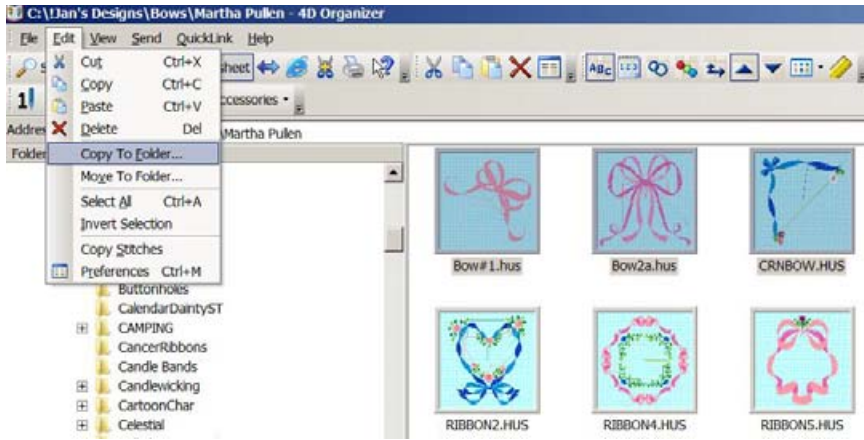 C:\!Jan's Designs\Bows\Martha Pullen - 4D Organizer
File Edit View Send QuickLink Help
Cut Ctrl+X
Copy Ctrl+C
Paste Ctrl+V
Delete Del
Copy To Folder...
Move To Folder...
Select All Ctrl+A
Invert Selection
Copy Stitches
Preferences Ctrl+M
sheet
ABC
1
ccessories
Addres
\Martha Pullen
Folder
Buttonholes
CalendarDaintyST
CAMPING
CancerRibbons
Candle Bands
Candlewicking
CartoonChar
Celestial
Bow#1.hus Bow2a.hus CRNBOW.HUS
RIBBON2.HUS RIBBON4.HUS RIBBON5.HUS